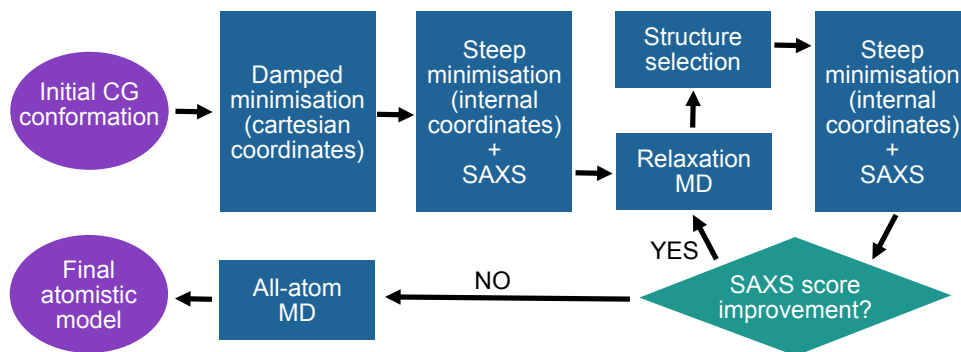 Initial CG
conformation
Damped
minimisation
(cartesian
coordinates)
Steep
minimisation
(internal
coordinates)
+
SAXS
Relaxation
MD
Structure
selection
Steep
minimisation
(internal
coordinates)
+
SAXS
SAXS score
improvement?
YES
NO
All-atom
MD
Final
atomistic
model